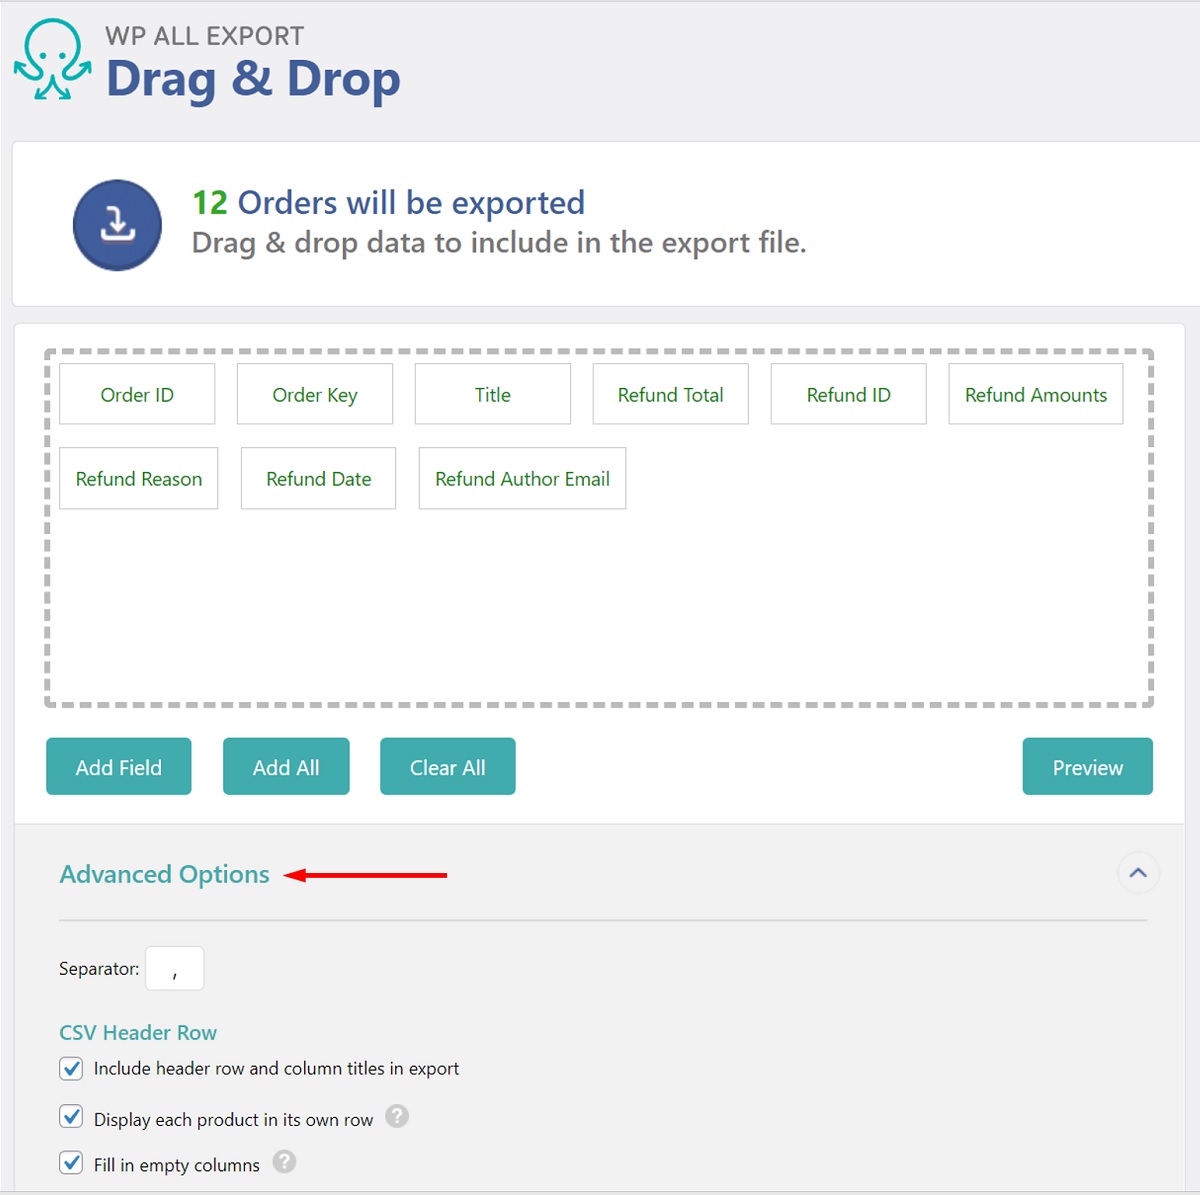 WP ALL EXPORT
Drag & Drop
12 Orders will be exported
Drag & drop data to include in the export file.
Order ID
Order Key
Title
Refund Total
Refund ID
Refund Amounts
Refund Reason
Refund Date
Refund Author Email
Add Field
Add All
Clear All
Preview
Advanced Options
Separator: ,
CSV Header Row
Include header row and column titles in export
Display each product in its own row ?
Fill in empty columns ?